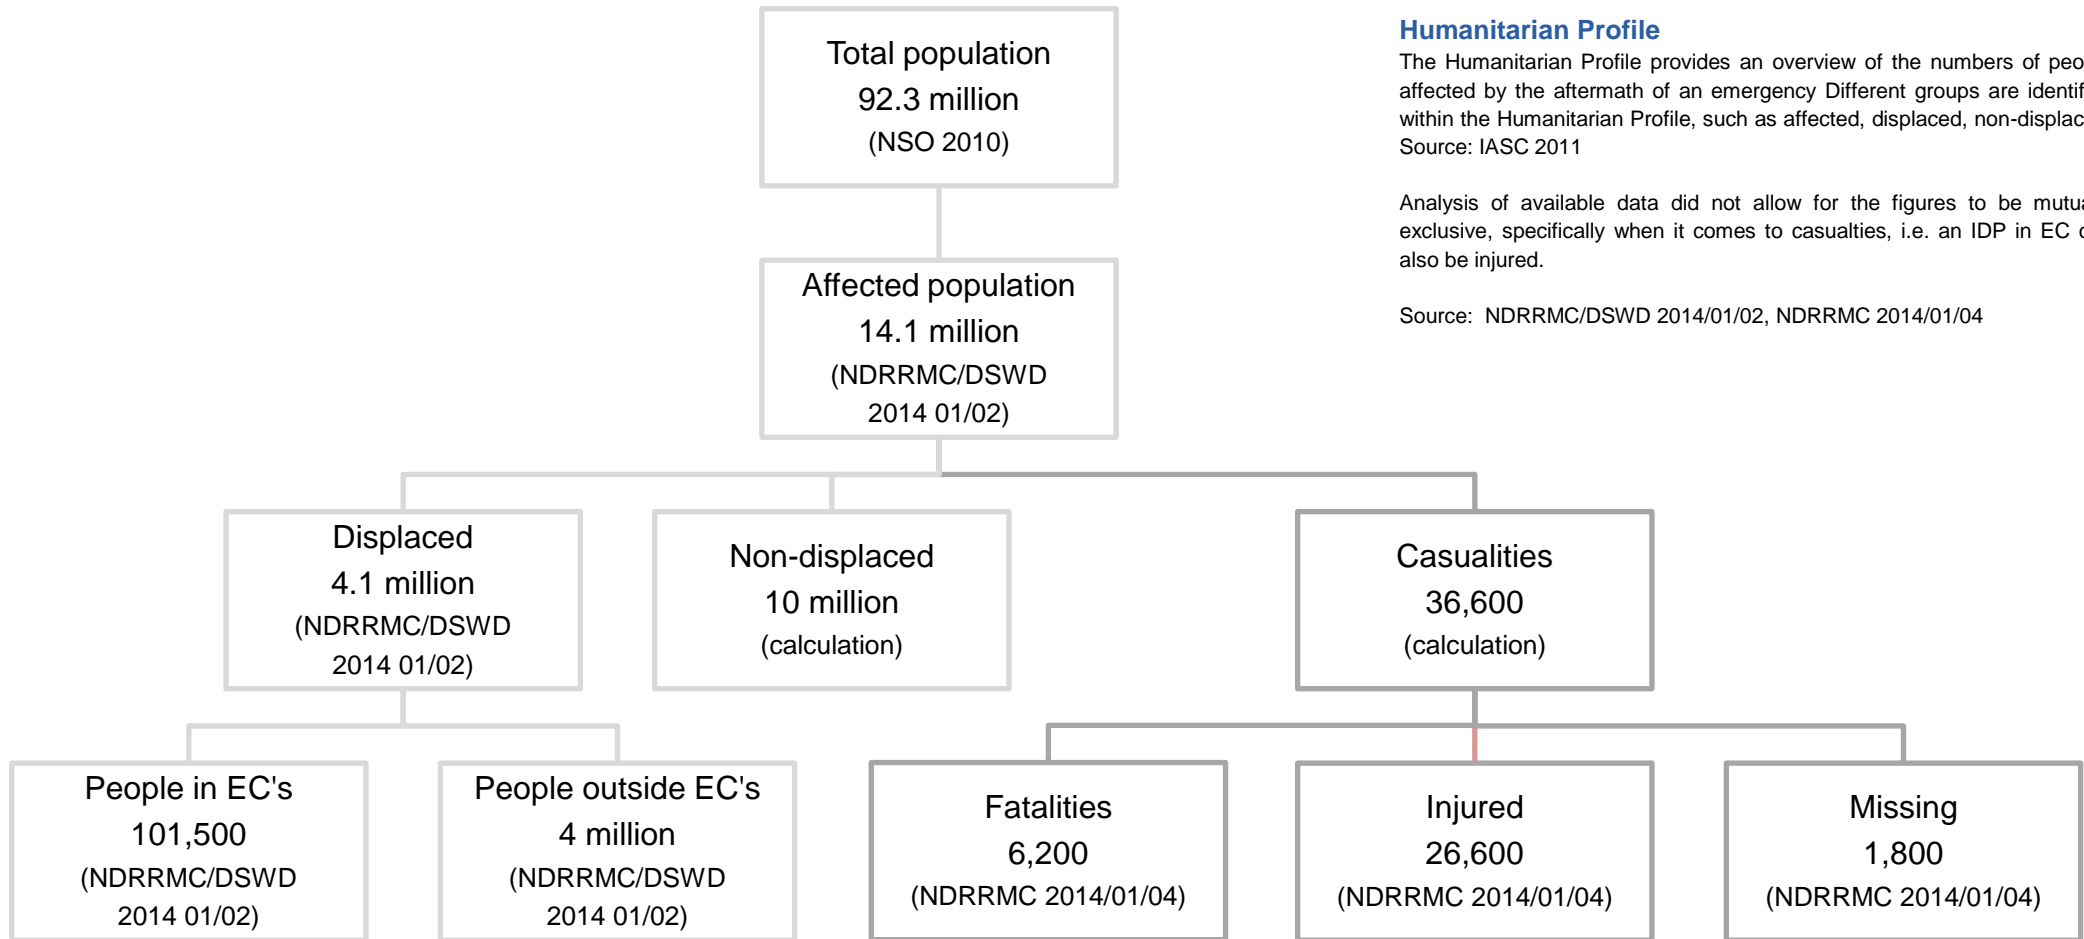 Total population
92.3 million
(NSO 2010)
Humanitarian Profile
The Humanitarian Profile provides an overview of the numbers of
affected by the aftermath of an emergency Different groups are
within the Humanitarian Profile, such as affected, displaced,
Source: IASC 2011
Analysis of available data did not allow for the figures to be
exclusive, specifically when it comes to casualties, i.e. an IDP in EC
also be injured.
Source: NDRRMC/DSWD 2014/01/02, NDRRMC 2014/01/04
Affected population
14.1 million
(NDRRMC/DSWD
2014 01/02)
Displaced
4.1 million
(NDRRMC/DSWD
2014 01/02)
Non-displaced
10 million
(calculation)
Casualities
36,600
(calculation)
People in EC's
101,500
(NDRRMC/DSWD
2014 01/02)
People outside EC's
4 million
(NDRRMC/DSWD
2014 01/02)
Fatalities
6,200
(NDRRMC 2014/01/04)
Injured
26,600
(NDRRMC 2014/01/04)
Missing
1,800
(NDRRMC 2014/01/04)